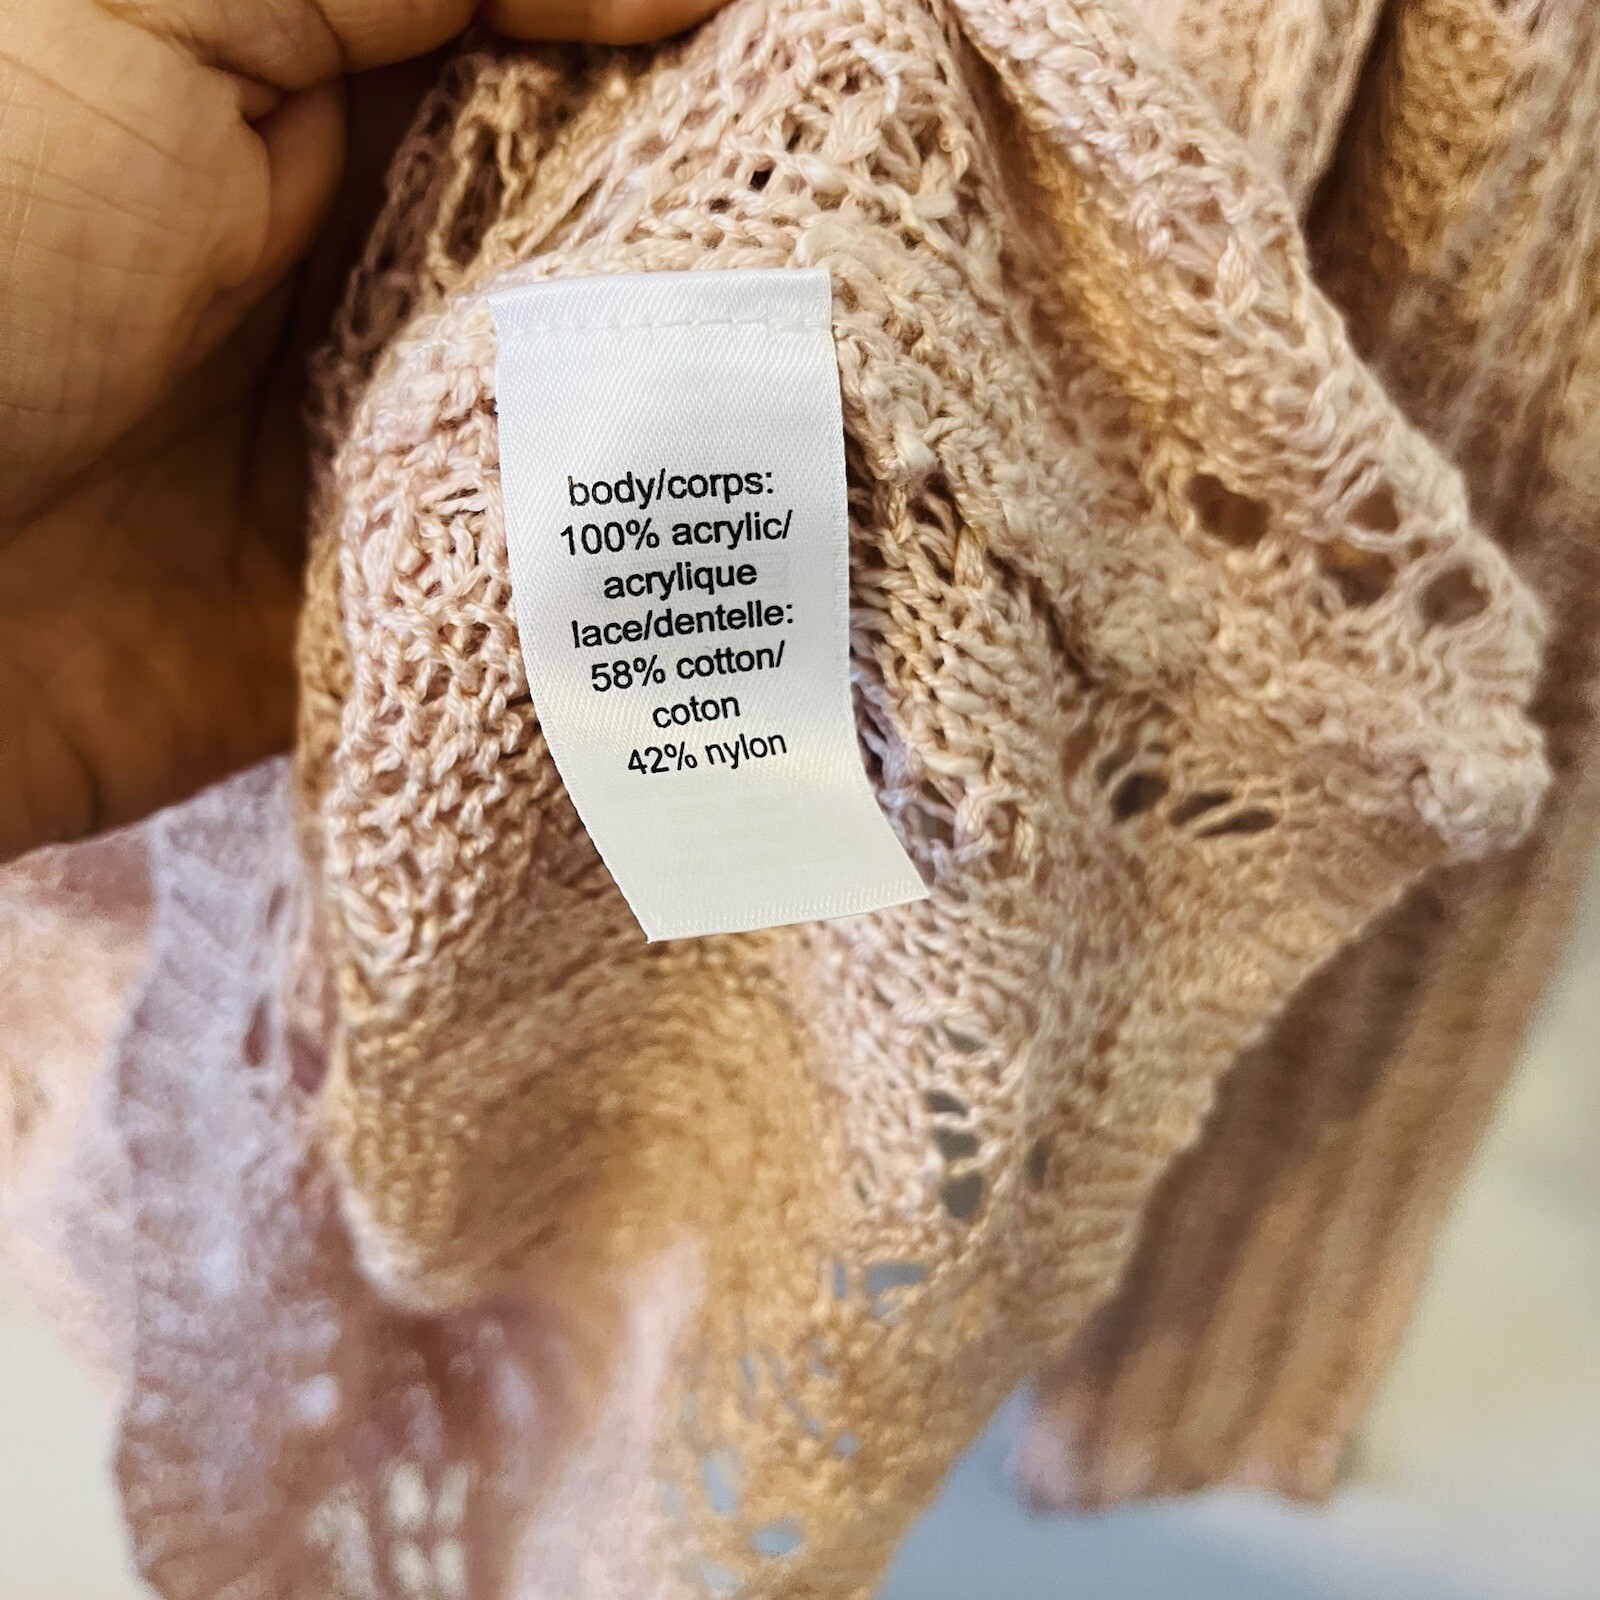 body/corps:
100% acrylic/
acrylique
lace/dentelle:
58% cotton/
coton
42% nylon